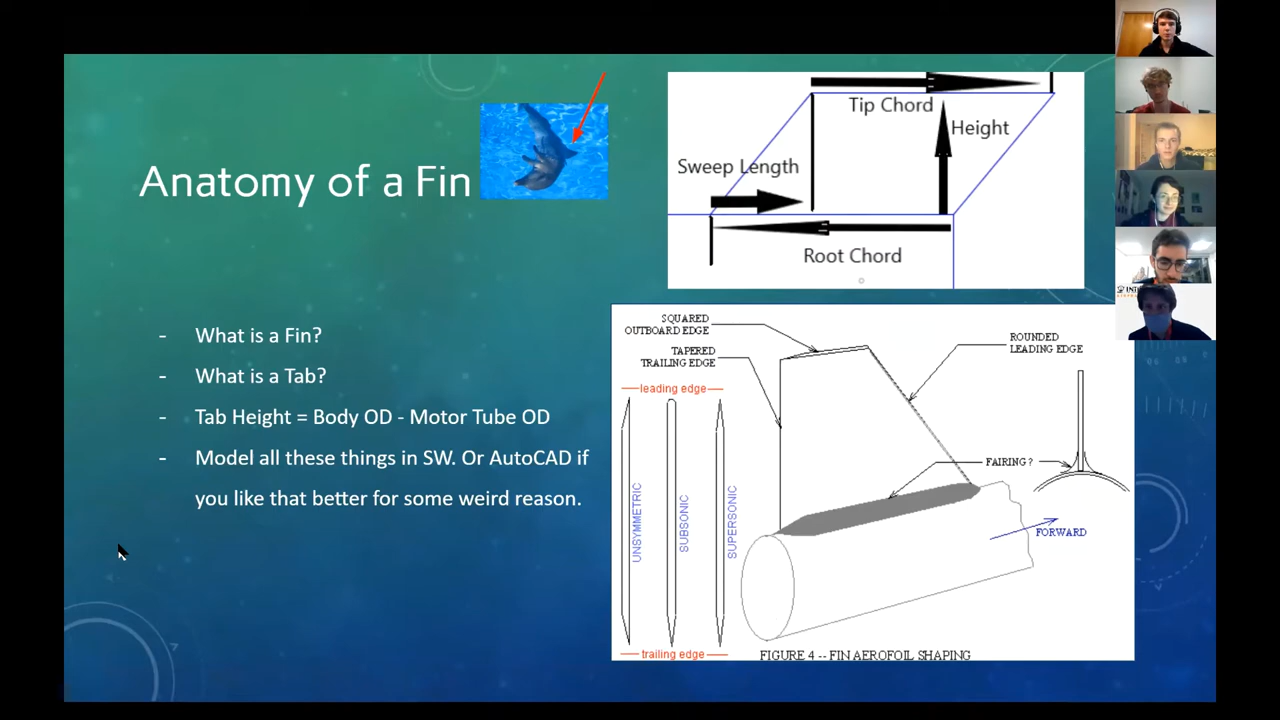 Anatomy of a Fin
- What is a Fin?
- What is a Tab?
- Tab Height = Body OD - Motor Tube OD
- Model all these things in SW. Or AutoCAD if
you like that better for some weird reason.
Tip Chord
Height
Sweep Length
Root Chord
SQUARED
OUTBOARD EDGE
TAPERED
TRAILING EDGE
ROUNDED
LEADING EDGE
leading edge
UNSYMMETRIC
SUBSONIC
SUPERSONIC
FAIRING ?
FORWARD
trailing edge
FIGURE 4 -- FIN AEROFOIL SHAPING